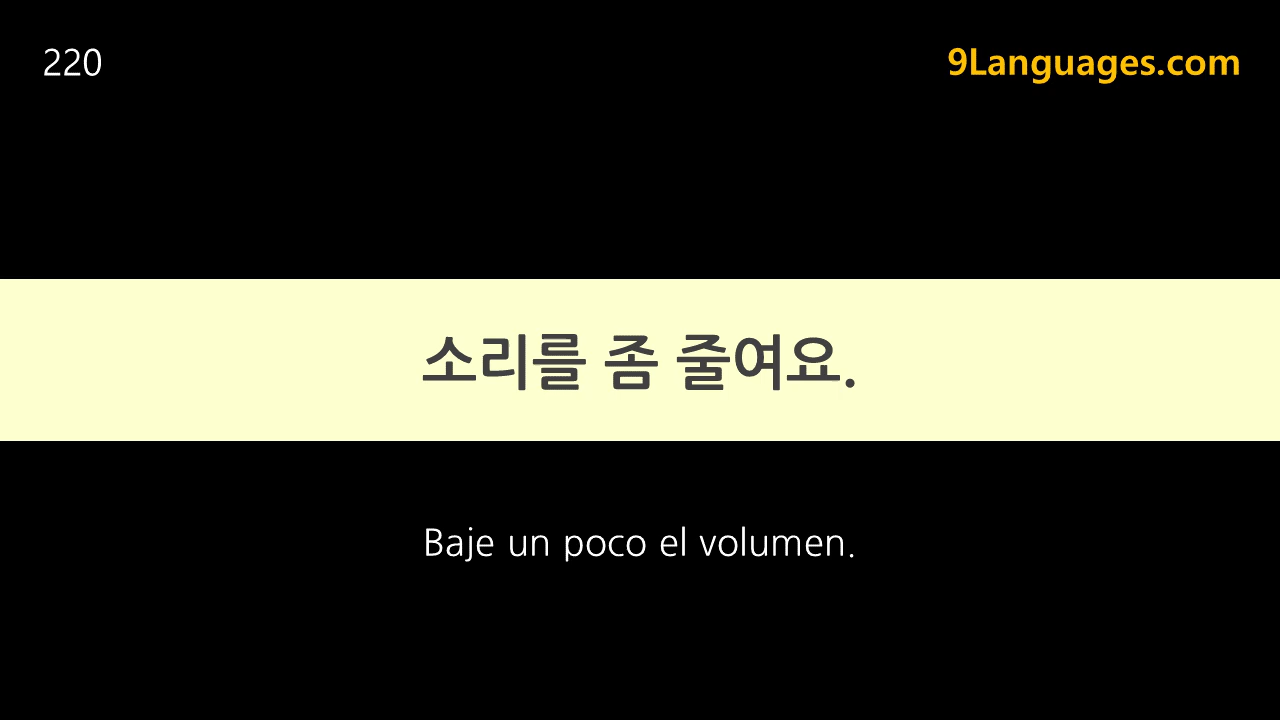 220
9Languages.com
소리를 좀 줄여요.
Baje un poco el volumen.